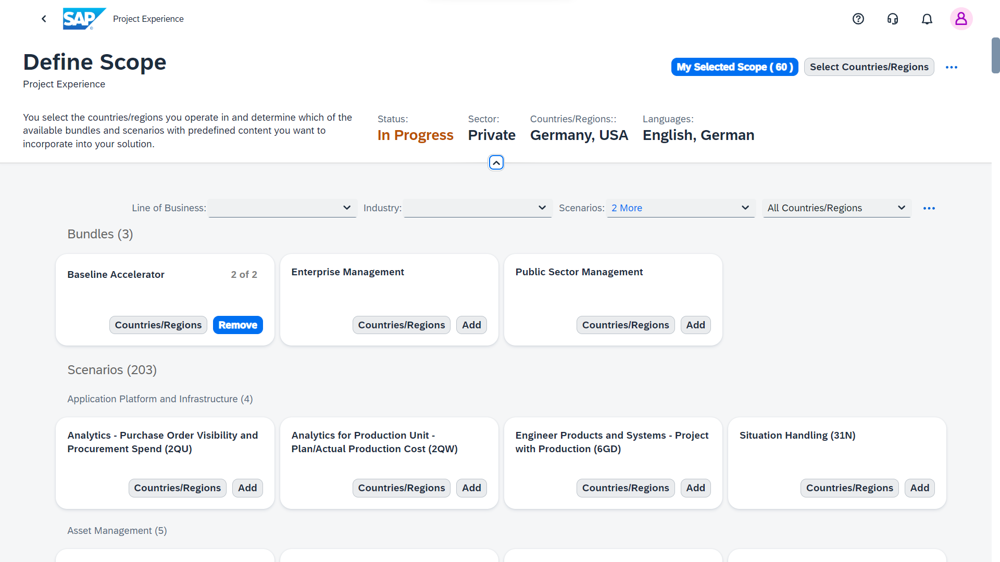 SAP
Project Experience
Define Scope
Project Experience
My Selected Scope ( 60 )
Select Countries/Regions
You select the countries/regions you operate in and determine which of the
available bundles and scenarios with predefined content you want to
incorporate into your solution.
Status:
In Progress
Sector:
Private
Countries/Regions::
Germany, USA
Languages:
English, German
Line of Business:
Industry:
Scenarios: 2 More
All Countries/Regions
Bundles (3)
Baseline Accelerator
2 of 2
Countries/Regions
Remove
Enterprise Management
Countries/Regions
Add
Public Sector Management
Countries/Regions
Add
Scenarios (203)
Application Platform and Infrastructure (4)
Analytics - Purchase Order Visibility and
Procurement Spend (2QU)
Countries/Regions
Add
Analytics for Production Unit -
Plan/Actual Production Cost (2QW)
Countries/Regions
Add
Engineer Products and Systems - Project
with Production (6GD)
Countries/Regions
Add
Situation Handling (31N)
Countries/Regions
Add
Asset Management (5)